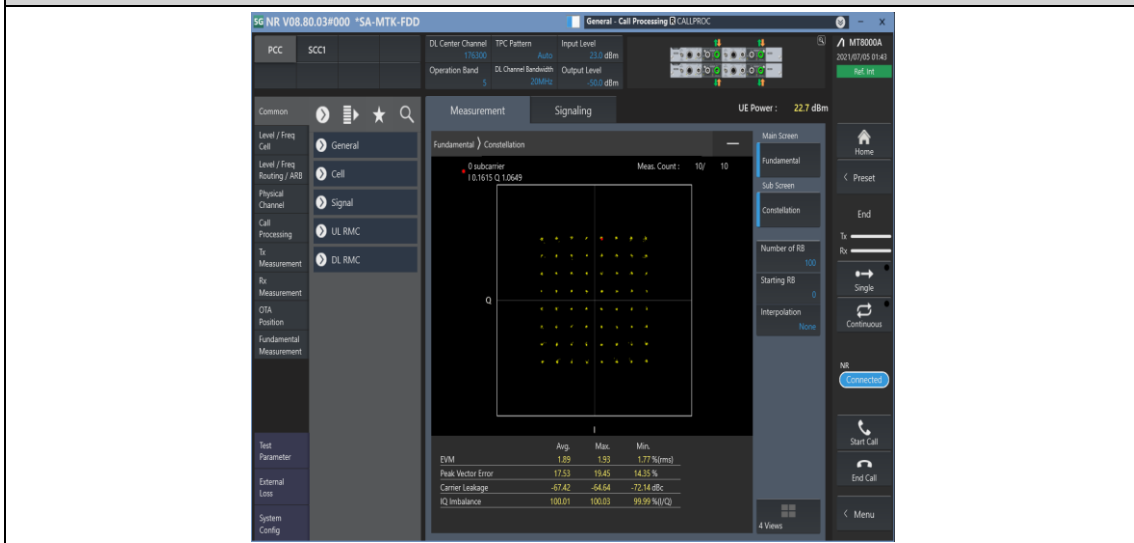 5G NR V08.80.03#000 *SA-MTK-FDD
General - Call Processing CALLPROC
PCC SCC1
DL Center Channel 176300
TPC Pattern Auto
Input Level 23.0 dBm
Operation Band 5
DL Channel Bandwidth 20MHz
Output Level -50.0 dBm
MT8000A
2021/07/05 01:43
Ref. Int
Common
Level / Freq
Cell
Level / Freq
Routing / ARB
Physical
Channel
Call
Processing
Tx
Measurement
Rx
Measurement
OTA
Position
Fundamental
Measurement
Test
Parameter
External
Loss
System
Config
General
Cell
Signal
UL RMC
DL RMC
Measurement Signaling
UE Power : 22.7 dBm
Fundamental Constellation
0 subcarrier
I 0.1615 Q 1.0649
Meas. Count : 10/ 10
Q
I
Avg. Max. Min.
EVM 1.89 1.93 1.77 %(rms)
Peak Vector Error 17.53 19.45 14.35 %
Carrier Leakage -67.42 -64.64 -72.14 dBc
IQ Imbalance 100.01 100.03 99.99 %(I/Q)
Main Screen
Fundamental
Sub Screen
Constellation
Number of RB
100
Starting RB
0
Interpolation
None
4 Views
Home
< Preset
End
Tx
Rx
Single
Continuous
NR
Connected
Start Call
End Call
< Menu